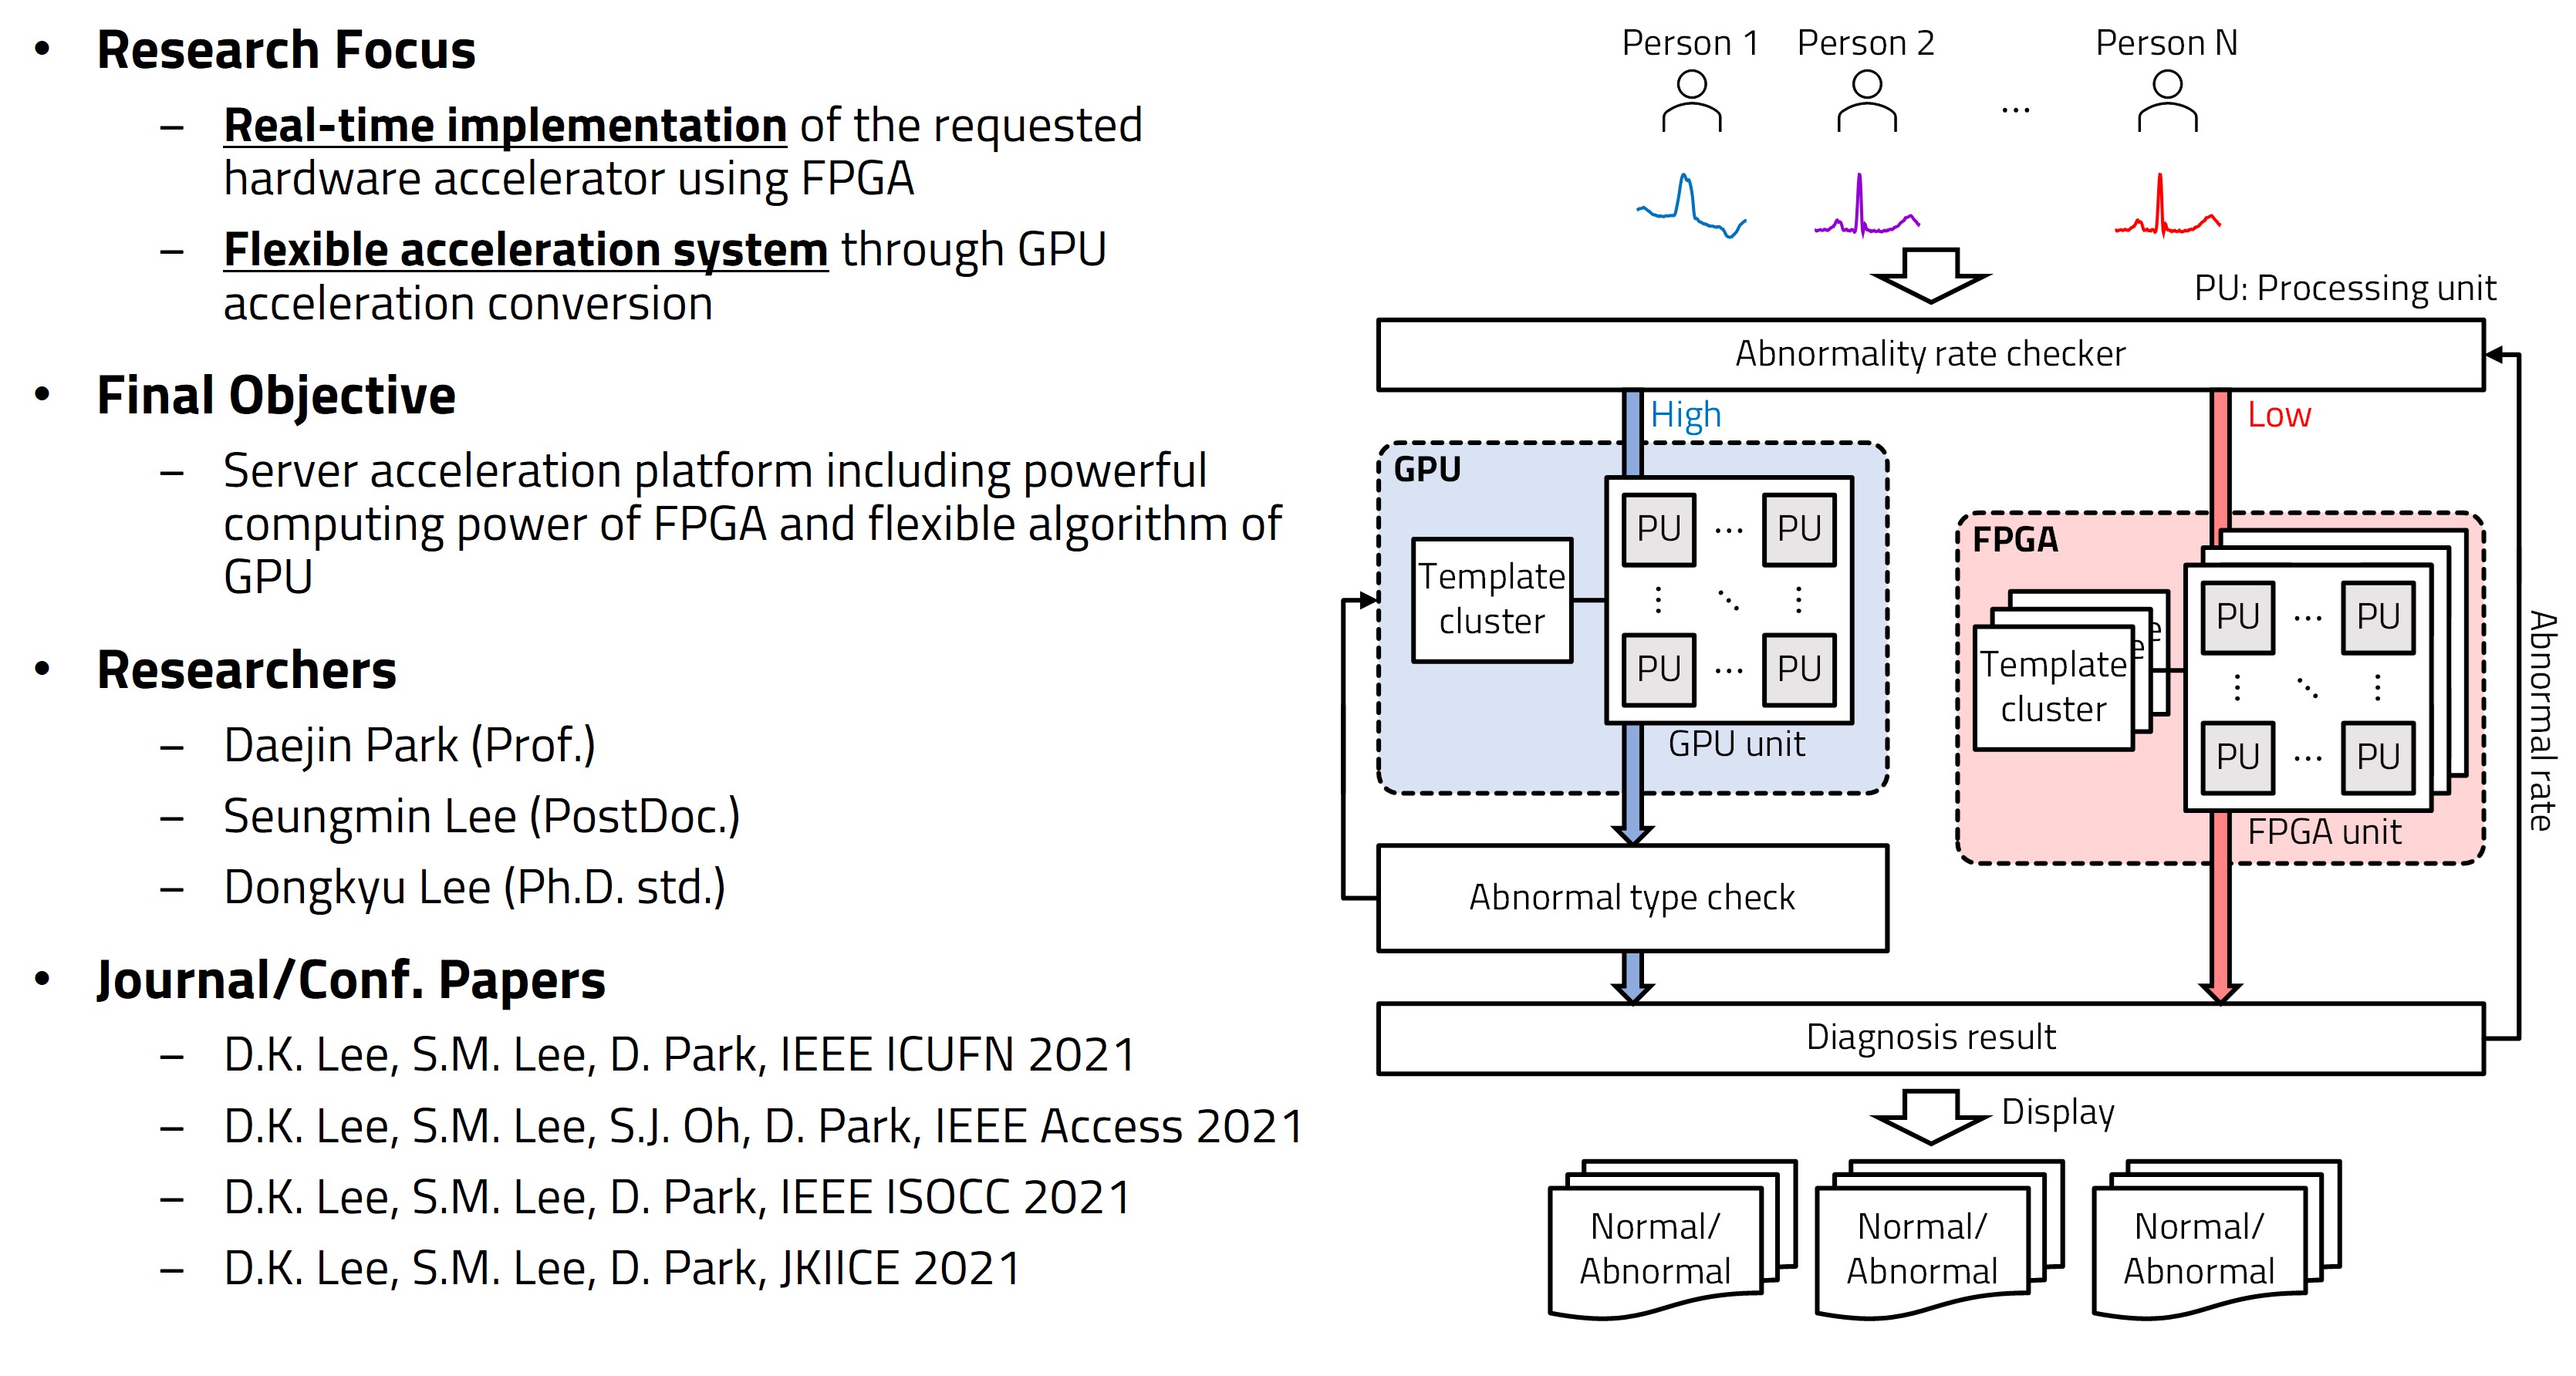 • Research Focus
– Real-time implementation of the requested
hardware accelerator using FPGA
– Flexible acceleration system through GPU
acceleration conversion
• Final Objective
– Server acceleration platform including powerful
computing power of FPGA and flexible algorithm of
GPU
• Researchers
– Daejin Park (Prof.)
– Seungmin Lee (PostDoc.)
– Dongkyu Lee (Ph.D. std.)
• Journal/Conf. Papers
– D.K. Lee, S.M. Lee, D. Park, IEEE ICUFN 2021
– D.K. Lee, S.M. Lee, S.J. Oh, D. Park, IEEE Access 2021
– D.K. Lee, S.M. Lee, D. Park, IEEE ISOCC 2021
– D.K. Lee, S.M. Lee, D. Park, JKIICE 2021
Person 1 Person 2 ... Person N
PU: Processing unit
Abnormality rate checker
High
Low
GPU
Template
cluster
PU ... PU
PU ... PU
GPU unit
FPGA
Template
cluster
e
e
PU ... PU
PU ... PU
FPGA unit
Abnormal rate
Abnormal type check
Diagnosis result
Display
Normal/
Abnormal
Normal/
Abnormal
Normal/
Abnormal